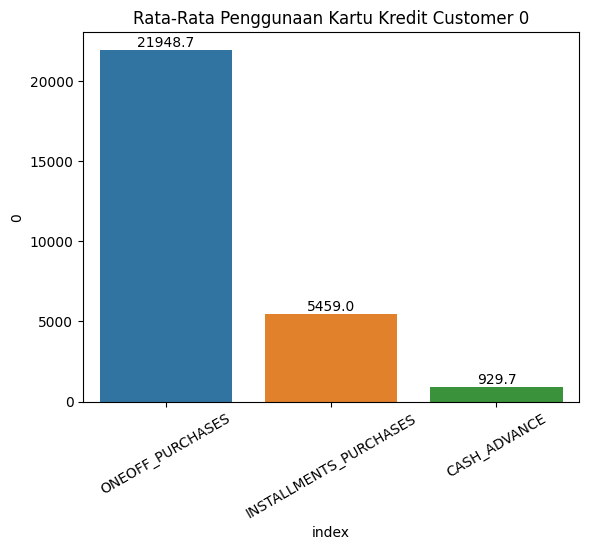 Rata-Rata Penggunaan Kartu Kredit Customer 0
21948.7
20000
15000
0
10000
5459.0
5000
929.7
0
ONEOFF_PURCHASES
INSTALLMENTS_PURCHASES
CASH_ADVANCE
index